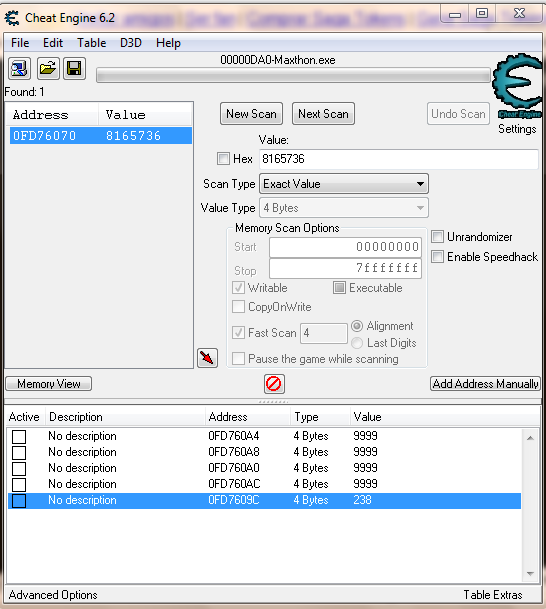 Cheat Engine 6.2
File Edit Table D3D Help
00000DA0-Maxthon.exe
Found: 1
Address Value
0FD76070 8165736
New Scan Next Scan Undo Scan
Cheat Engine
Settings
Value:
Hex 8165736
Scan Type Exact Value
Value Type 4 Bytes
Memory Scan Options
Start 00000000
Stop 7fffffff
Writable Executable
CopyOnWrite
Fast Scan 4 Alignment
Last Digits
Pause the game while scanning
Unrandomizer
Enable Speedhack
Memory View Add Address Manually
Active Description Address Type Value
No description 0FD760A4 4 Bytes 9999
No description 0FD760A8 4 Bytes 9999
No description 0FD760A0 4 Bytes 9999
No description 0FD760AC 4 Bytes 9999
No description 0FD7609C 4 Bytes 238
Advanced Options Table Extras